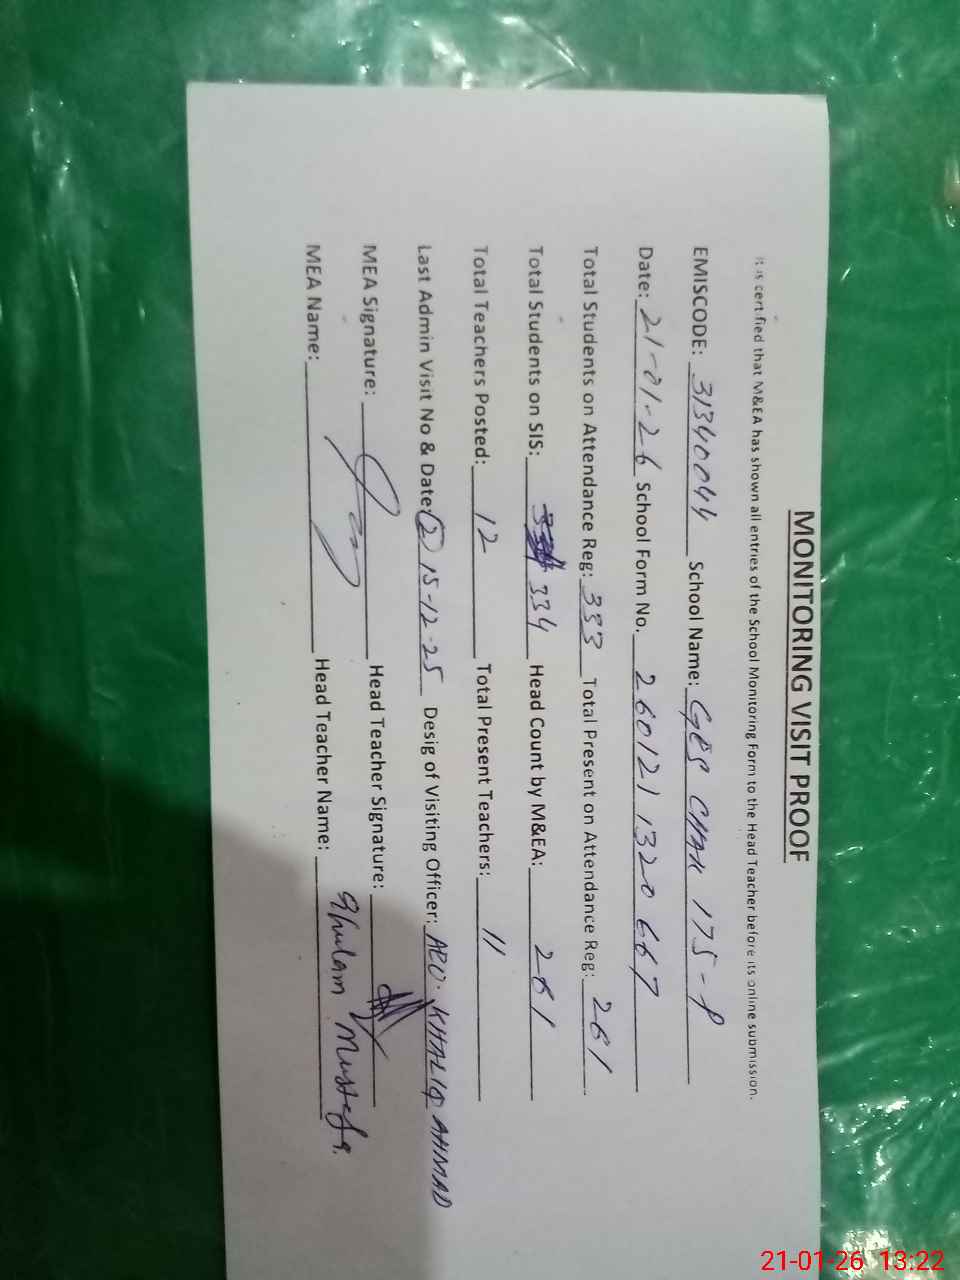 MONITORING VISIT PROOF
It is certified that M&EA has shown all entries of the School Monitoring Form to the Head Teacher before its online submission.
EMISCODE: 31340044 School Name: GES CHAK 175-P
Date: 21-01-26 School Form No. 260121 1320667
Total Students on Attendance Reg: 333 Total Present on Attendance Reg: 261
Total Students on SIS: 334 Head Count by M&EA: 261
Total Teachers Posted: 12 Total Present Teachers: 11
Last Admin Visit No & Date: (2) 15-12-25 Desig of Visiting Officer: AEO. KHALIQ AHMAD
MEA Signature: Head Teacher Signature:
MEA Name: Head Teacher Name: Ghulam Mustafa.
21-01-26 13:22